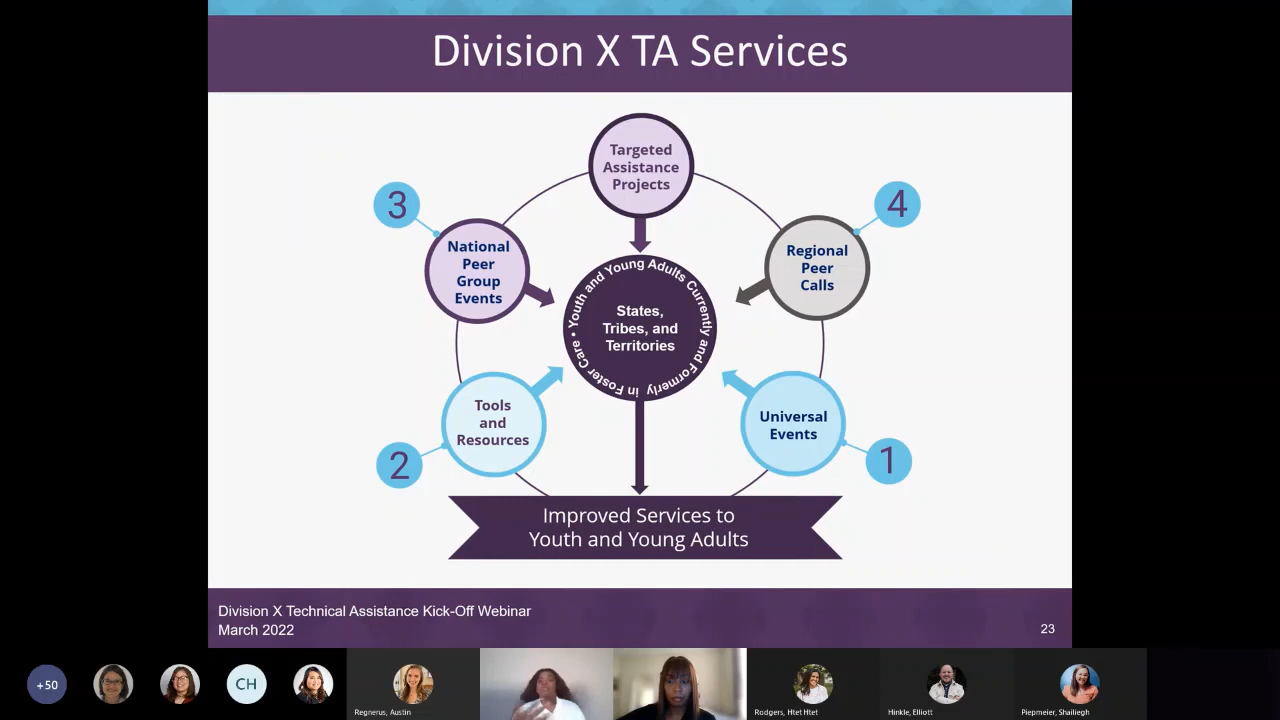 Division X TA Services
Targeted
Assistance
Projects
3
National
Peer
Group
Events
4
Regional
Peer
Calls
Youth and Young Adults Currently and Formerly in Foster Care •
States,
Tribes, and
Territories
2
Tools
and
Resources
1
Universal
Events
Improved Services to
Youth and Young Adults
Division X Technical Assistance Kick-Off Webinar
March 2022
23
+50
CH
Regnerus, Austin
Rodgers, Htet Htet
Hinkle, Elliott
Piepmeier, Shailiegh